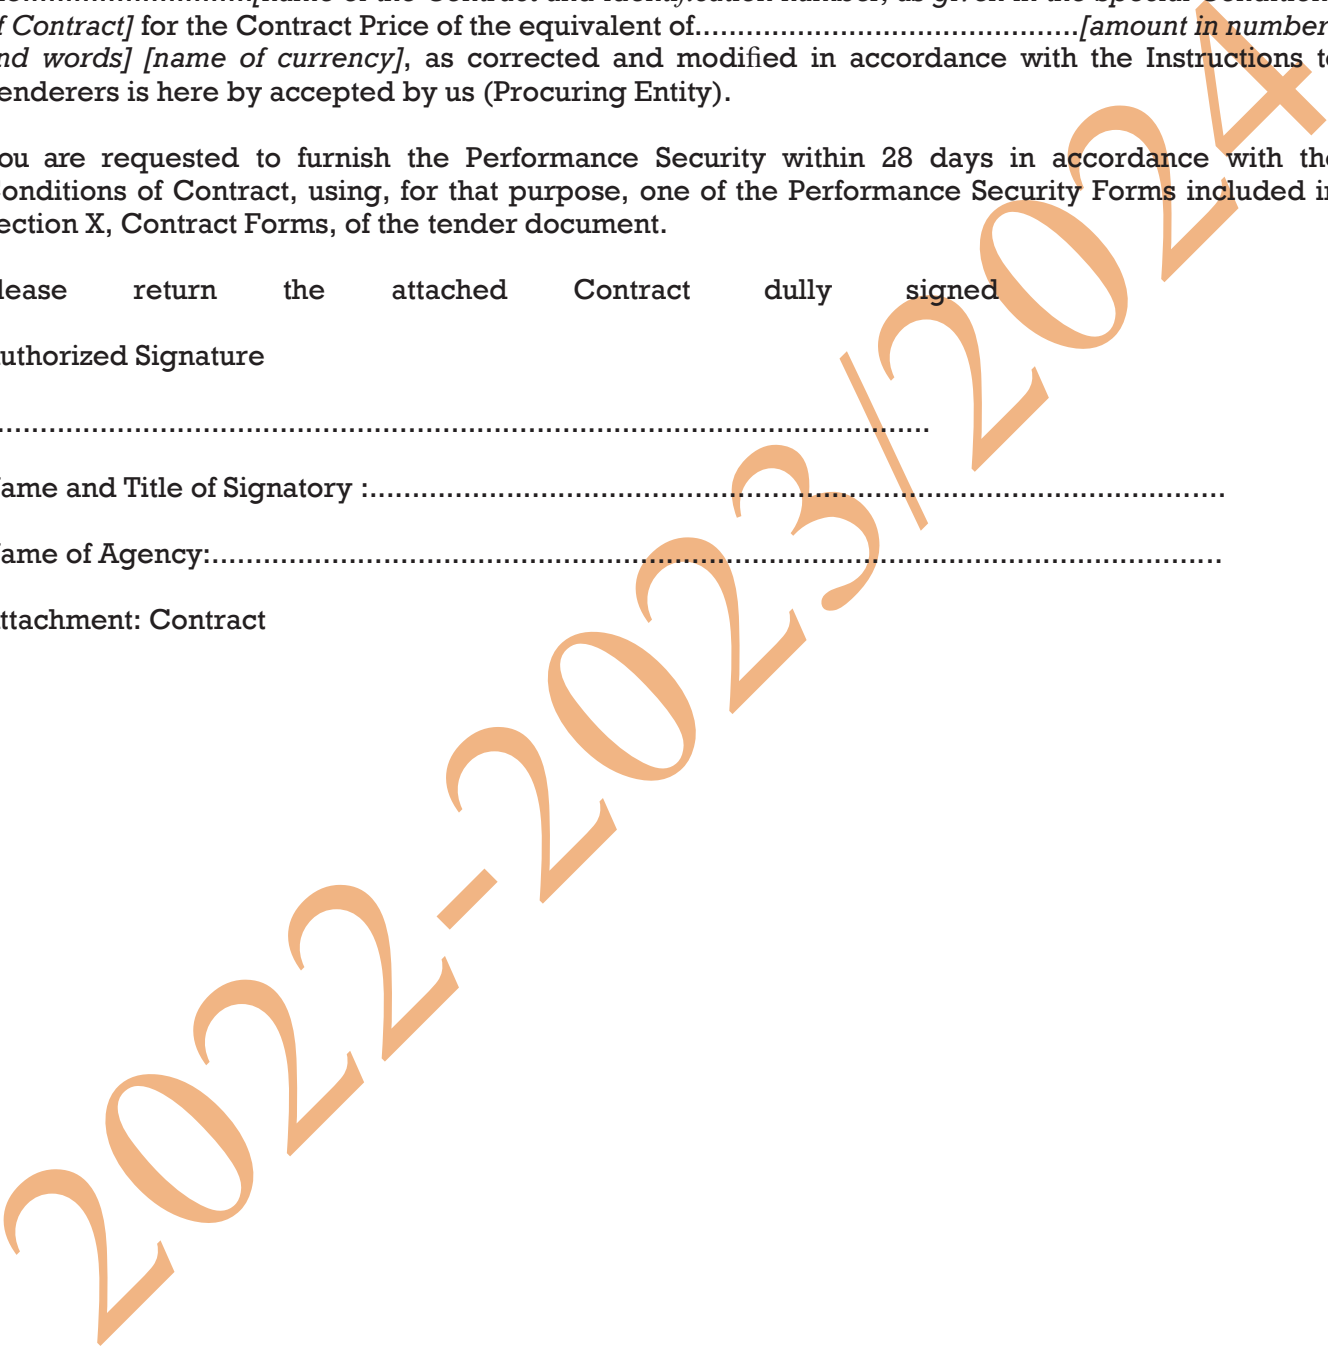 [name of the Contract and identification number, as given in the Special Condition
f Contract] for the Contract Price of the equivalent of.............................................[amount in number
nd words] [name of currency], as corrected and modified in accordance with the Instructions t
enderers is here by accepted by us (Procuring Entity).
ou are requested to furnish the Performance Security within 28 days in accordance with the
onditions of Contract, using, for that purpose, one of the Performance Security Forms included in
ection X, Contract Forms, of the tender document.
lease return the attached Contract dully signed
uthorized Signature
..............................................................................................................
ame and Title of Signatory :....................................................................................................
ame of Agency:......................................................................................................................
ttachment: Contract
2022-2023/2024